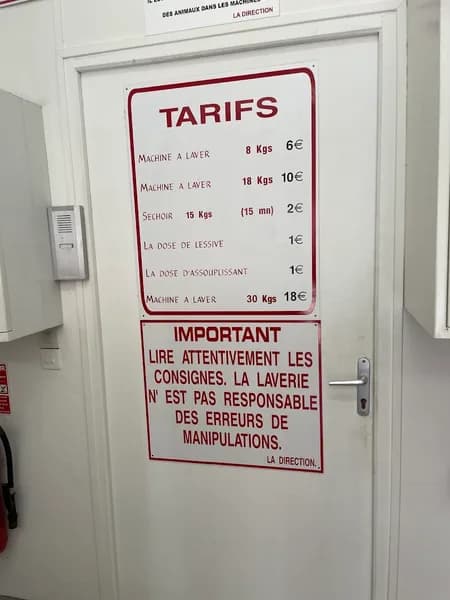 DES ANIMAUX DANS LES MACHINES
LA DIRECTION
TARIFS
MACHINE A LAVER 8 Kgs 6€
MACHINE A LAVER 18 Kgs 10€
SECHOIR 15 Kgs (15 mn) 2€
LA DOSE DE LESSIVE 1€
LA DOSE D'ASSOUPLISSANT 1€
MACHINE A LAVER 30 Kgs 18€
IMPORTANT
LIRE ATTENTIVEMENT LES
CONSIGNES. LA LAVERIE
N' EST PAS RESPONSABLE
DES ERREURS DE
MANIPULATIONS.
LA DIRECTION.